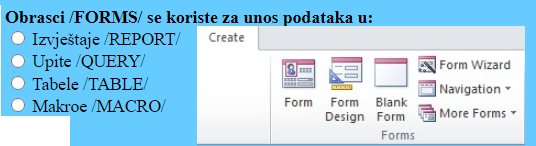 Obrasci /FORMS/ se koriste za unos podataka u:
Izvještaje /REPORT/
Upite /QUERY/
Tabele /TABLE/
Makroe /MACRO/
Create
Form
Form Design
Blank Form
Form Wizard
Navigation
More Forms
Forms